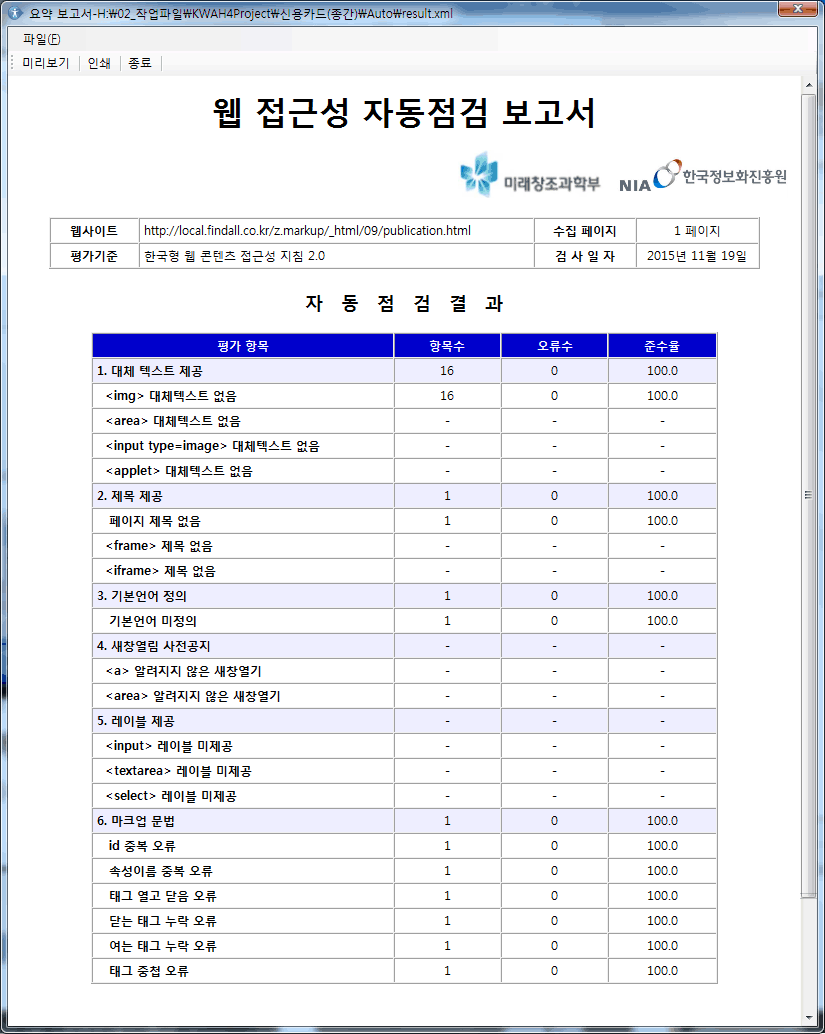 요약 보고서-H:\02_작업파일\KWAH4Project\신용카드(종간)\Auto\result.xml
파일(F)
미리보기 인쇄 종료
웹 접근성 자동점검 보고서
미래창조과학부 NIA 한국정보화진흥원
웹사이트 http://local.findall.co.kr/z.markup/_html/09/publication.html 수집 페이지 1 페이지
평가기준 한국형 웹 콘텐츠 접근성 지침 2.0 검 사 일 자 2015년 11월 19일
자 동 점 검 결 과
평가 항목 항목수 오류수 준수율
1. 대체 텍스트 제공 16 0 100.0
<img> 대체텍스트 없음 16 0 100.0
<area> 대체텍스트 없음 - - -
<input type=image> 대체텍스트 없음 - - -
<applet> 대체텍스트 없음 - - -
2. 제목 제공 1 0 100.0
페이지 제목 없음 1 0 100.0
<frame> 제목 없음 - - -
<iframe> 제목 없음 - - -
3. 기본언어 정의 1 0 100.0
기본언어 미정의 1 0 100.0
4. 새창열림 사전공지 - - -
<a> 알려지지 않은 새창열기 - - -
<area> 알려지지 않은 새창열기 - - -
5. 레이블 제공 - - -
<input> 레이블 미제공 - - -
<textarea> 레이블 미제공 - - -
<select> 레이블 미제공 - - -
6. 마크업 문법 1 0 100.0
id 중복 오류 1 0 100.0
속성이름 중복 오류 1 0 100.0
태그 열고 닫음 오류 1 0 100.0
닫는 태그 누락 오류 1 0 100.0
여는 태그 누락 오류 1 0 100.0
태그 중첩 오류 1 0 100.0